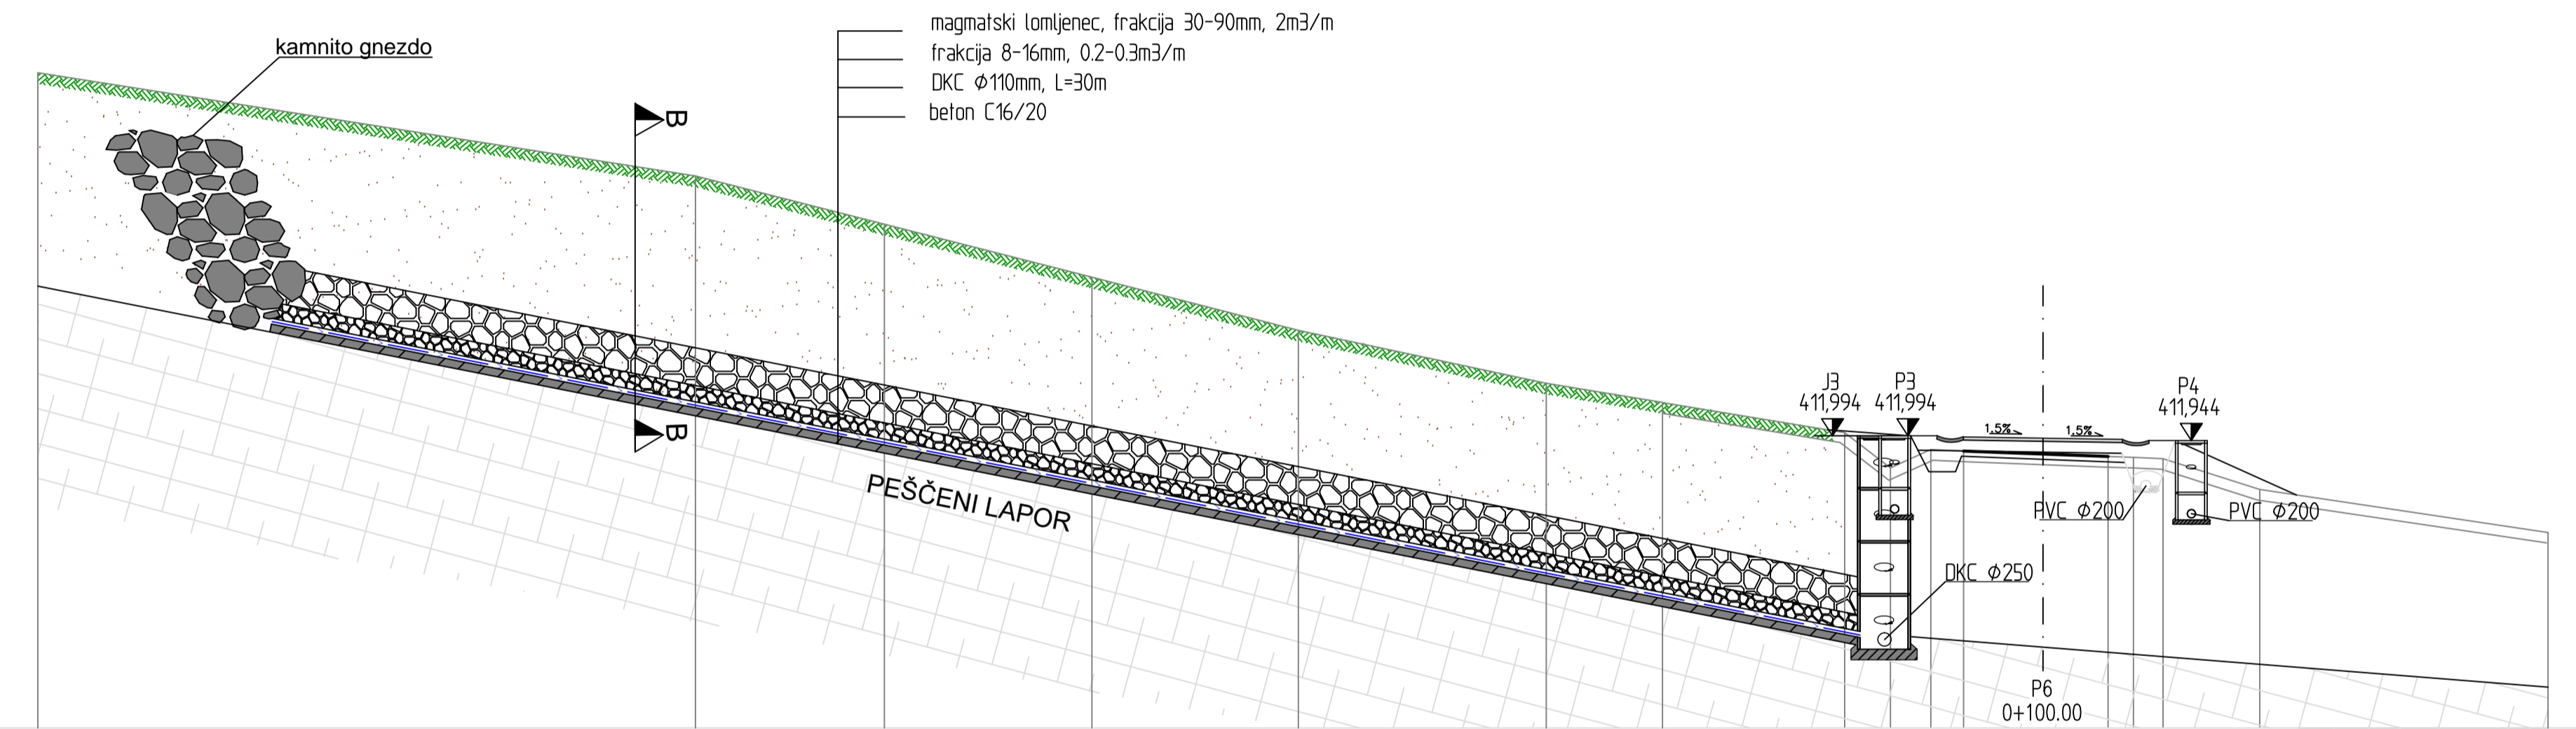 magmatski lomljenec, frakcija 30-90mm, 2m3/m
frakcija 8-16mm, 0.2-0.3m3/m
DKC ϕ110mm, L=30m
beton C16/20
kamnito gnezdo
B
B
PEŠČENI LAPOR
J3
411,994
P3
411,994
P4
411,944
1.5%
1.5%
PVC ϕ200
PVC ϕ200
DKC ϕ250
P6
0+100.00